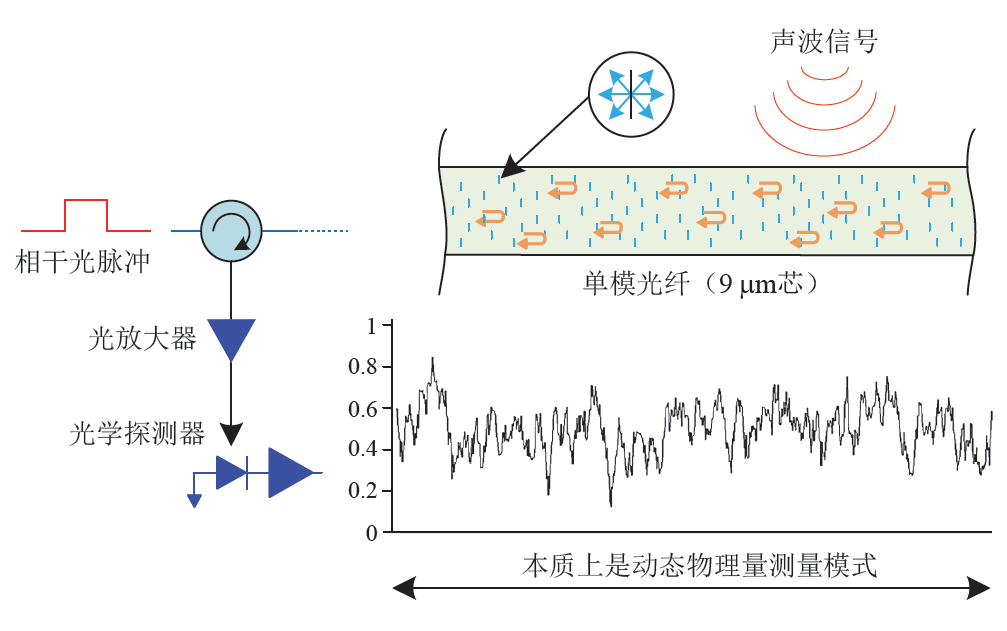 声波信号
相干光脉冲
单模光纤（9 μm芯）
光放大器
光学探测器
1
0.8
0.6
0.4
0.2
0
本质上是动态物理量测量模式